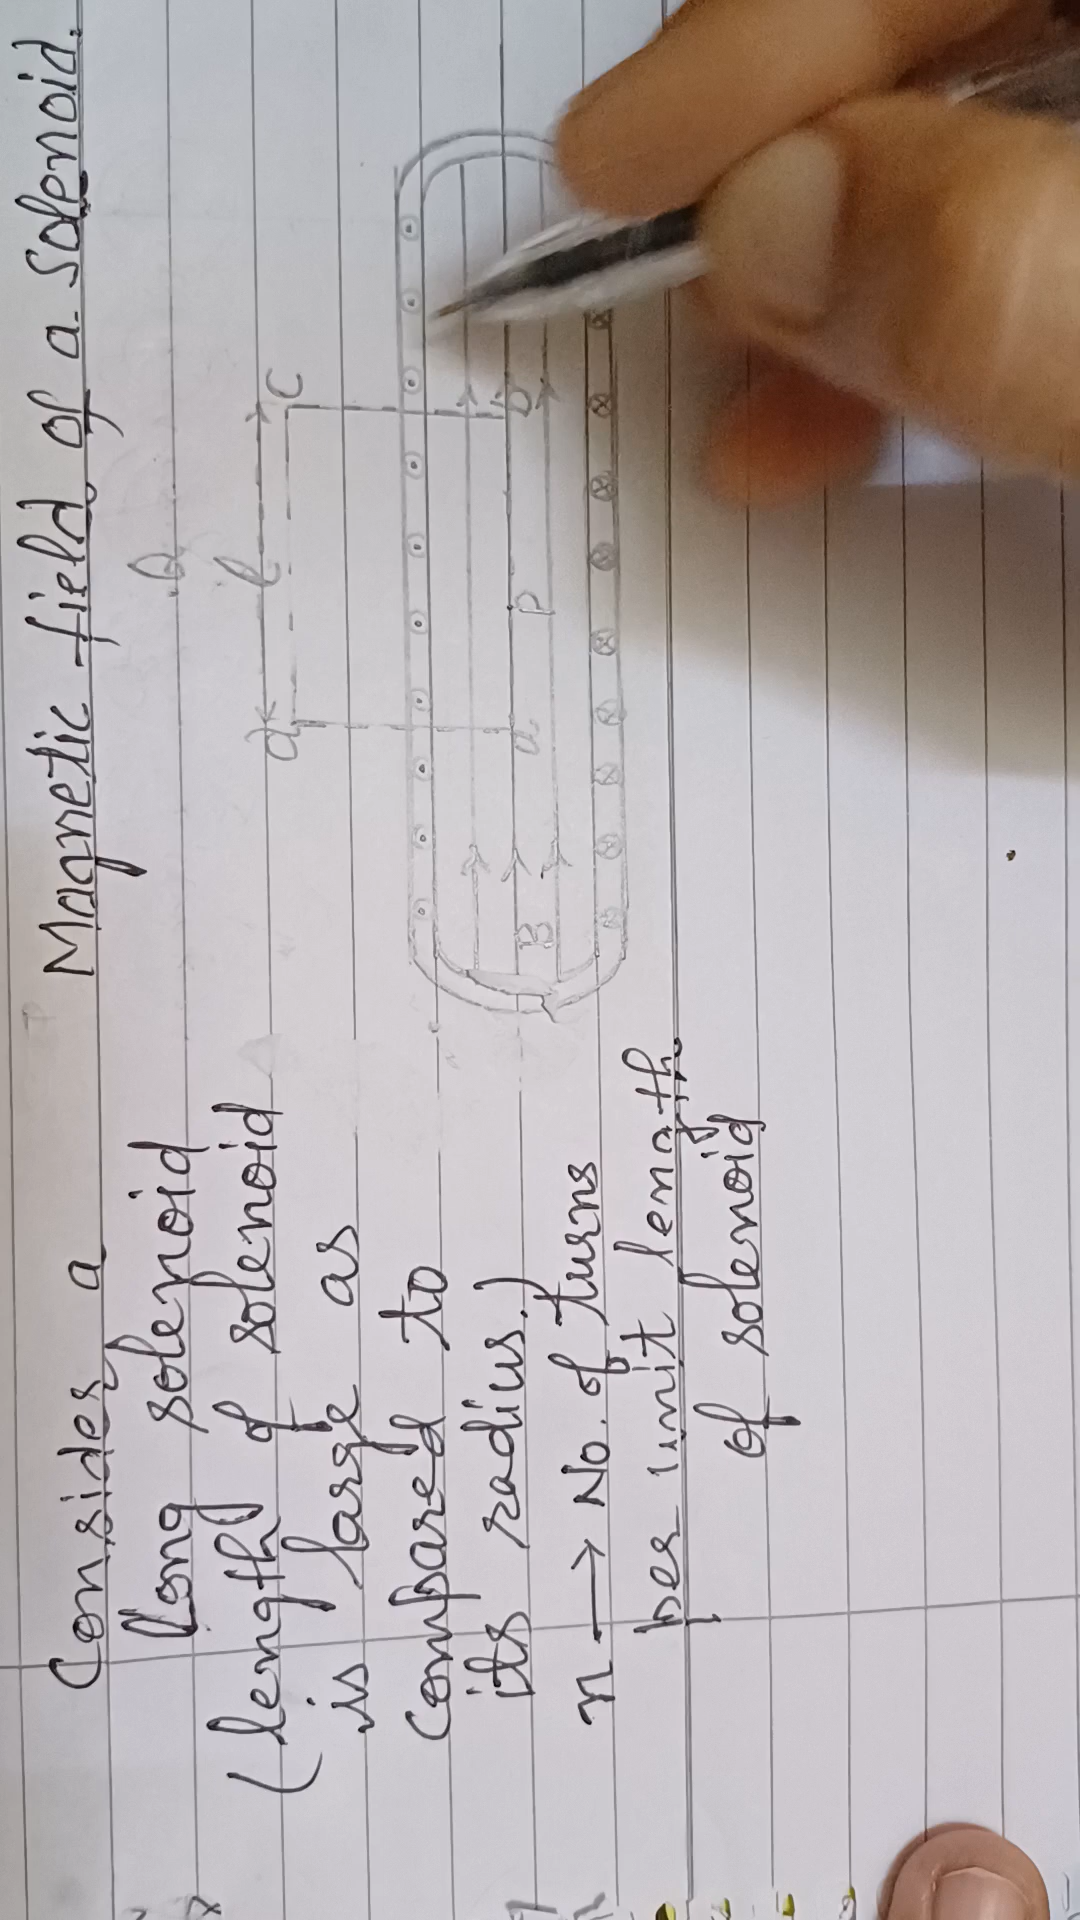 Magnetic field of a solenoid.
Consider a
long solenoid
(length of solenoid
is large as
compared to
its radius.)
n → No. of turns
per unit length
of solenoid
d l c
a P b
B